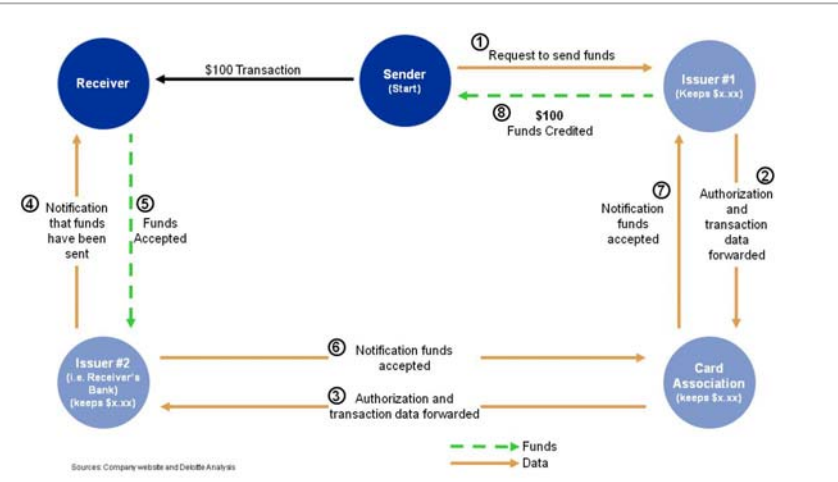 ①
Request to send funds
$100 Transaction
Receiver
Sender
(Start)
Issuer #1
(Keeps $x.xx)
⑧ $100
Funds Credited
④ Notification
that funds
have been
sent
⑤
Funds
Accepted
⑦
Notification
funds
accepted
②
Authorization
and
transaction
data
forwarded
Issuer #2
(i.e. Receiver's
Bank)
(keeps $x.xx)
⑥ Notification funds
accepted
③ Authorization and
transaction data forwarded
Card
Association
(keeps $x.xx)
Funds
Data
Sources: Company website and Deloitte Analysis